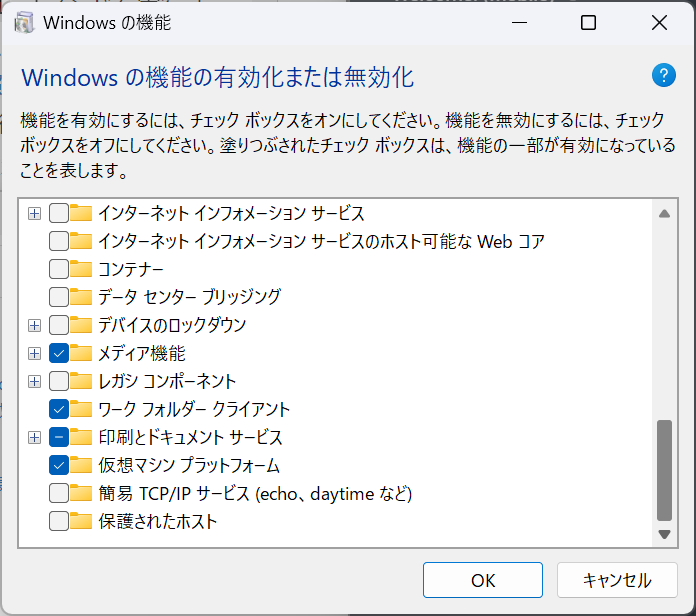 Windows の機能
Windows の機能の有効化または無効化
機能を有効にするには、チェック ボックスをオンにしてください。機能を無効にするには、チェック
ボックスをオフにしてください。塗りつぶされたチェック ボックスは、機能の一部が有効になっている
ことを表します。
インターネット インフォメーション サービス
インターネット インフォメーション サービスのホスト可能な Web コア
コンテナー
データ センター ブリッジング
デバイスのロックダウン
メディア機能
レガシ コンポーネント
ワーク フォルダー クライアント
印刷とドキュメント サービス
仮想マシン プラットフォーム
簡易 TCP/IP サービス (echo、daytime など)
保護されたホスト
OK
キャンセル